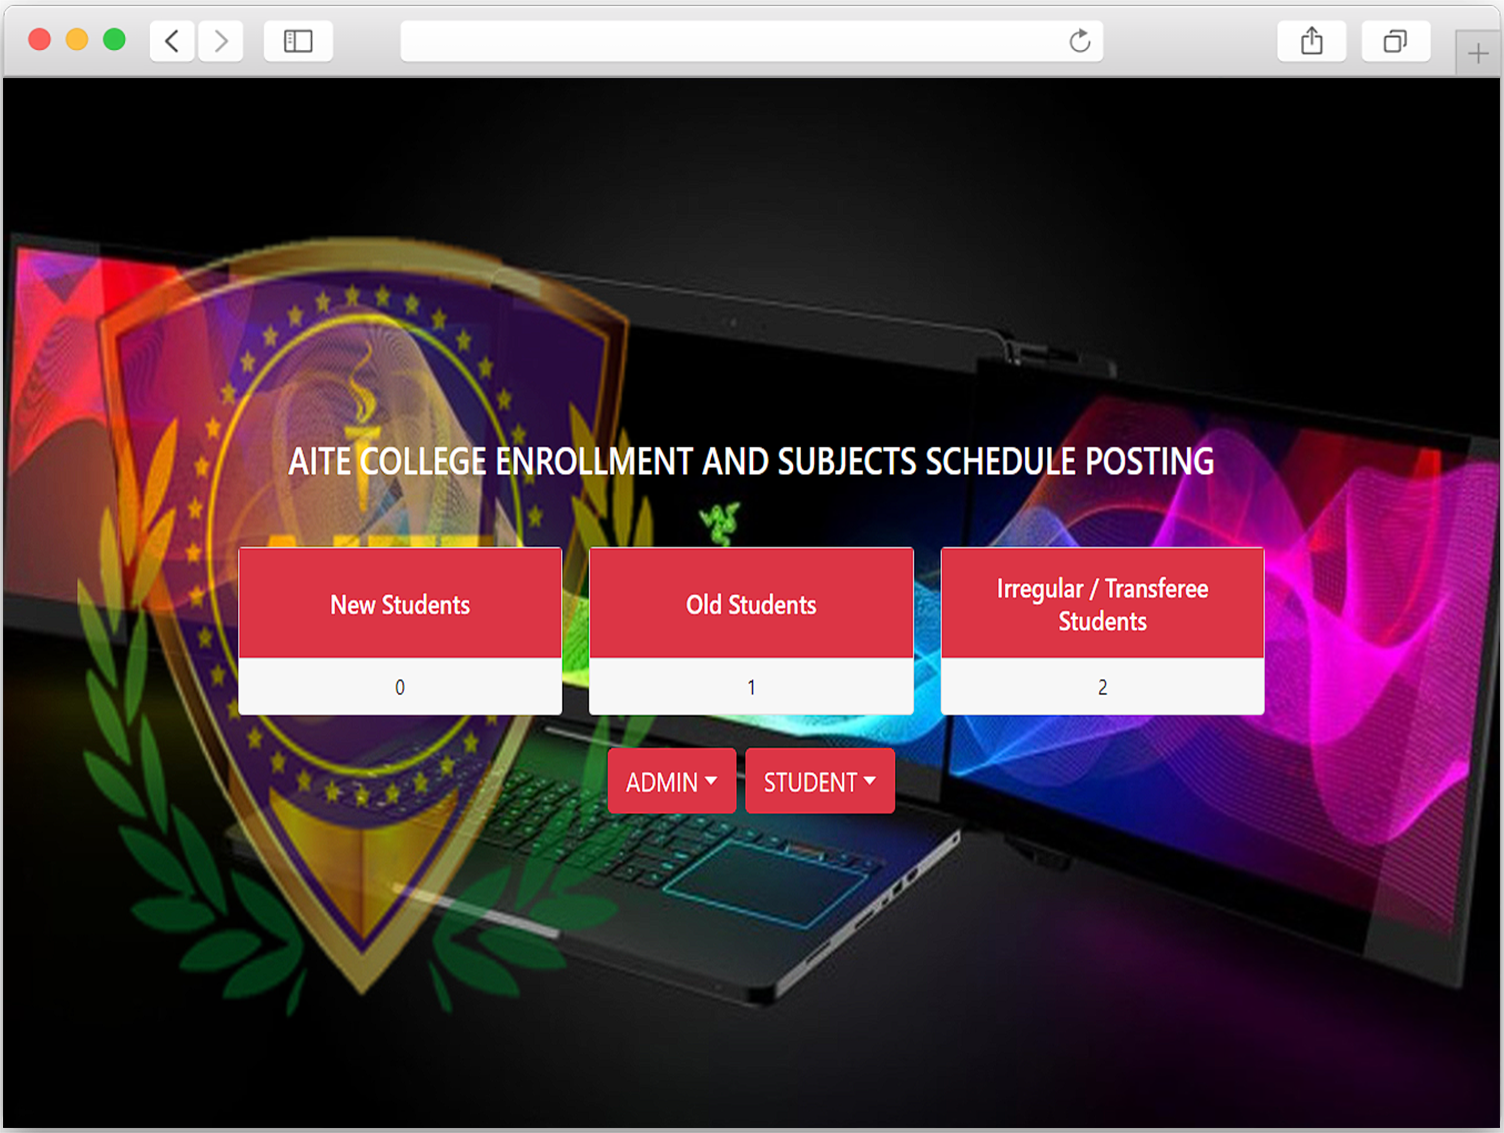 AITE COLLEGE ENROLLMENT AND SUBJECTS SCHEDULE POSTING
New Students
Old Students
Irregular / Transferee
Students
0
1
2
ADMIN
STUDENT